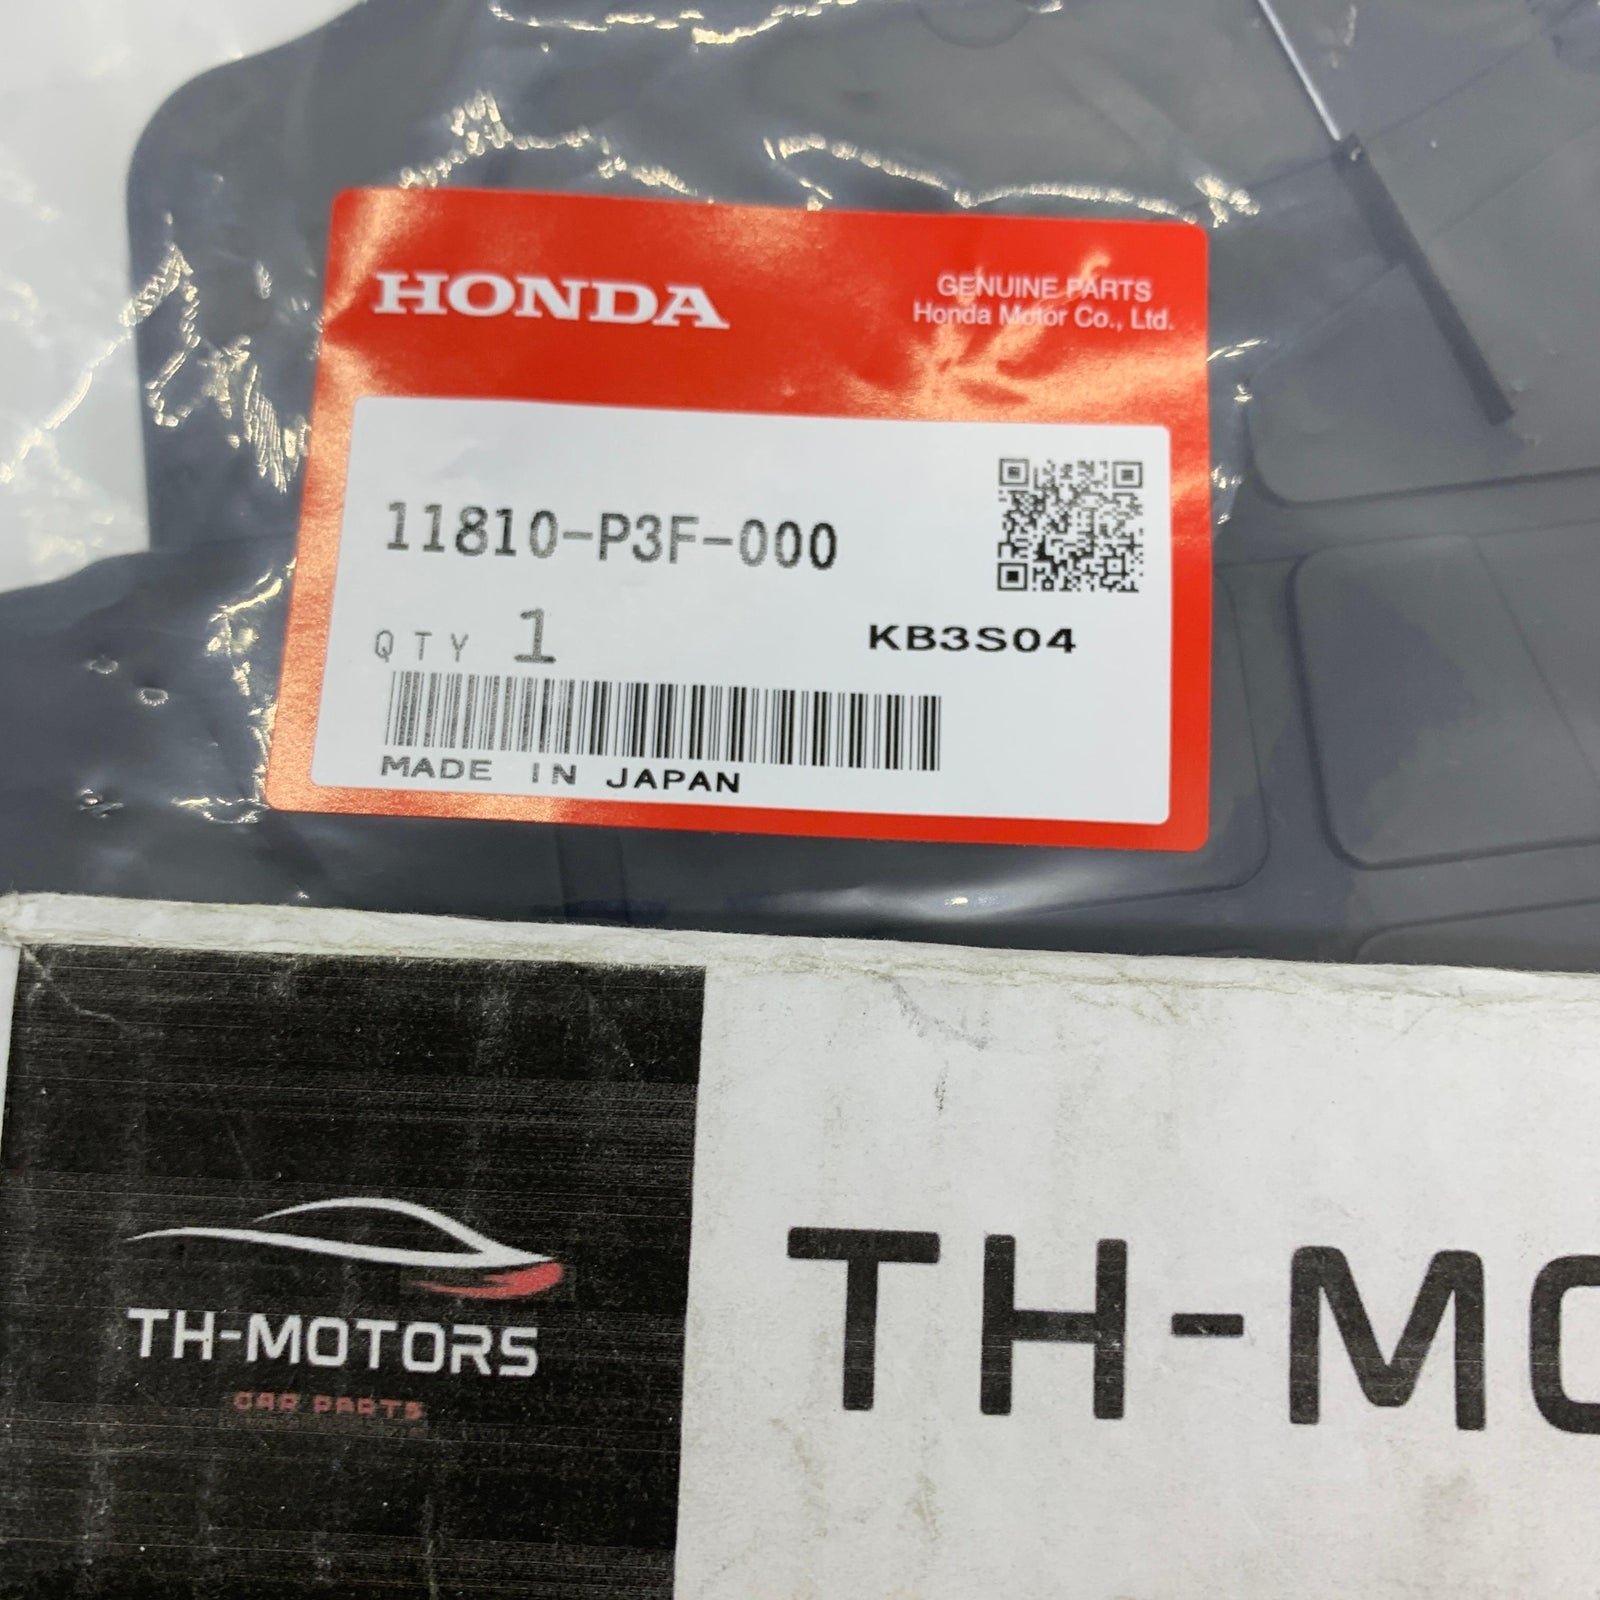 HONDA
GENUINE PARTS
Honda Motor Co., Ltd.
11810-P3F-000
QTY 1
KB3S04
MADE IN JAPAN
TH-MOTORS
CAR PARTS
TH-MO